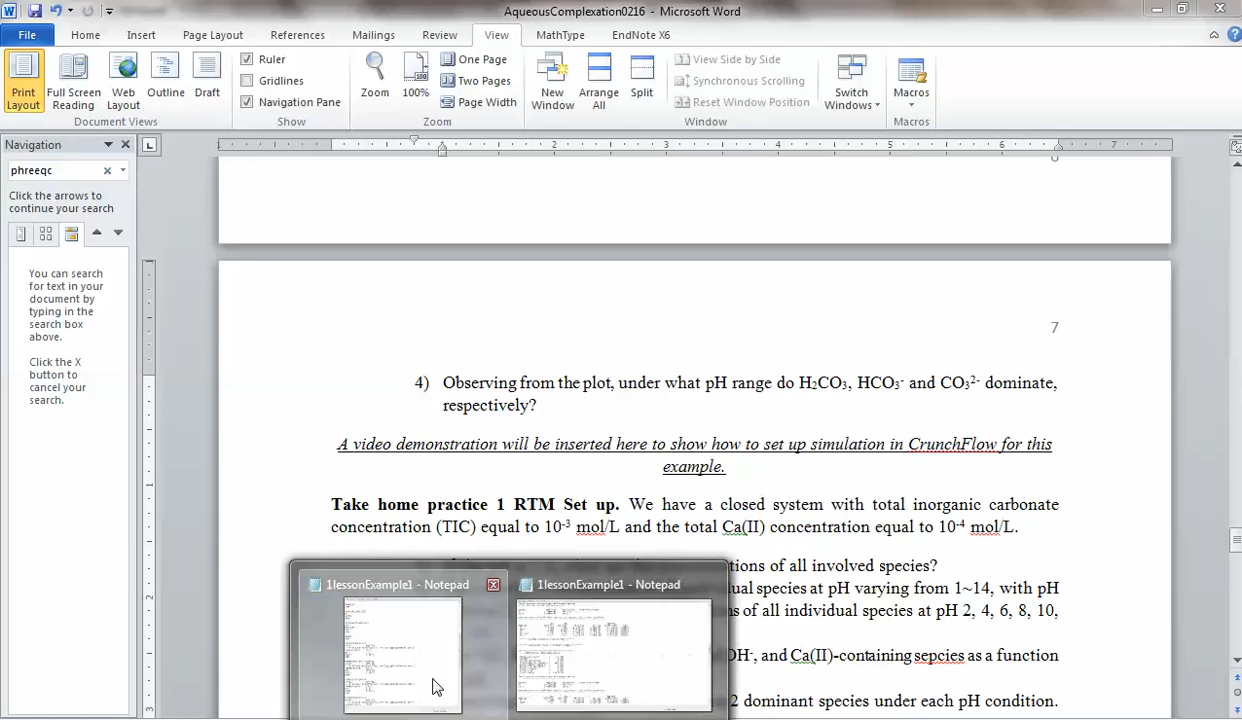 AqueousComplexation0216 - Microsoft Word
File Home Insert Page Layout References Mailings Review View MathType EndNote X6
Print Layout
Full Screen Reading
Web Layout
Outline
Draft
Document Views
Ruler
Gridlines
Navigation Pane
Show
Zoom
100%
One Page
Two Pages
Page Width
Zoom
New Window
Arrange All
Split
View Side by Side
Synchronous Scrolling
Reset Window Position
Window
Switch Windows
Macros
Macros
Navigation
phreeqc
Click the arrows to
continue your search
You can search
for text in your
document by
typing in the
search box
above.
Click the X
button to
cancel your
search.
1 1 2 3 4 5 6 7
7
4) Observing from the plot, under what pH range do H₂CO₃, HCO₃⁻ and CO₃²⁻ dominate,
respectively?
A video demonstration will be inserted here to show how to set up simulation in CrunchFlow for this
example.
Take home practice 1 RTM Set up. We have a closed system with total inorganic carbonate
concentration (TIC) equal to 10⁻³ mol/L and the total Ca(II) concentration equal to 10⁻⁴ mol/L.
tions of all involved species?
idual species at pH varying from 1~14, with pH
ns of all individual species at pH 2, 4, 6, 8, 10,
OH⁻, and Ca(II)-containing sepcies as a function
2 dominant species under each pH condition.
1lessonExample1 - Notepad
1lessonExample1 - Notepad